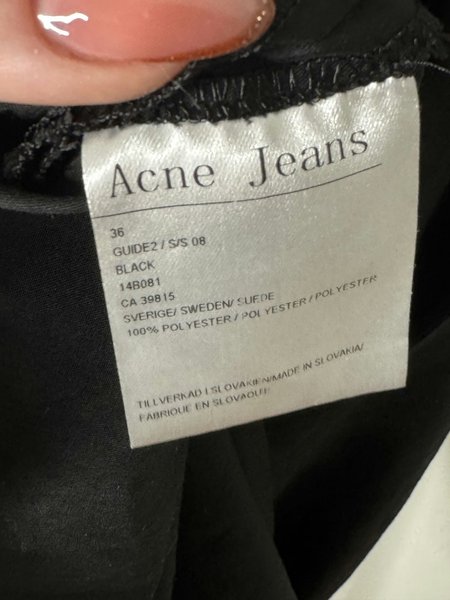 Acne Jeans
36
GUIDE2 / S/S 08
BLACK
14B081
CA 39815
SVERIGE/ SWEDEN/ SUEDE
100% POLYESTER / POLYESTER / POLYESTER
TILLVERKAD I SLOVAKIEN/MADE IN SLOVAKIA/
FABRIQUE EN SLOVAQUIE